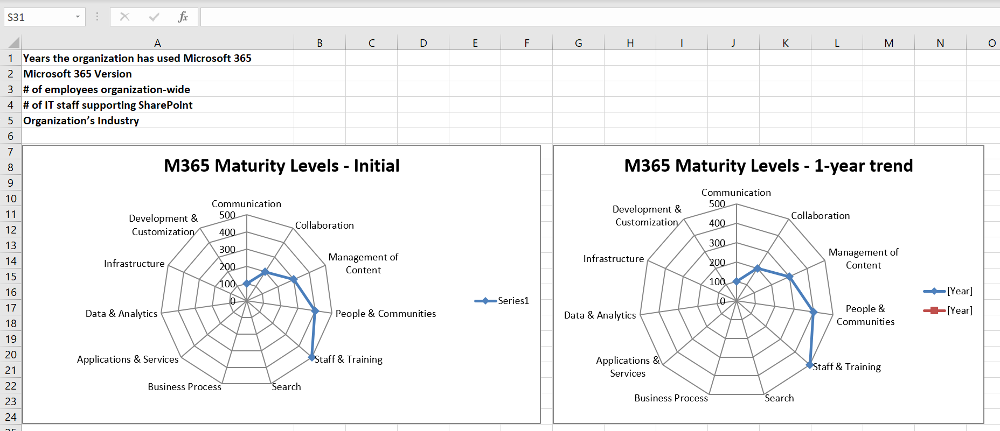 S31
fx
A B C D E F G H I J K L M N O
1 Years the organization has used Microsoft 365
2 Microsoft 365 Version
3 # of employees organization-wide
4 # of IT staff supporting SharePoint
5 Organization’s Industry
6
7
8
9
10
11
12
13
14
15
16
17
18
19
20
21
22
23
24
25
M365 Maturity Levels - Initial
Communication
500
400
300
200
100
0
Collaboration
Management of
Content
People & Communities
Staff & Training
Search
Business Process
Applications & Services
Data & Analytics
Infrastructure
Development &
Customization
Series1
M365 Maturity Levels - 1-year trend
Communication
500
400
300
200
100
0
Collaboration
Management of
Content
People &
Communities
Staff & Training
Search
Business Process
Applications &
Services
Data & Analytics
Infrastructure
Development &
Customization
[Year]
[Year]